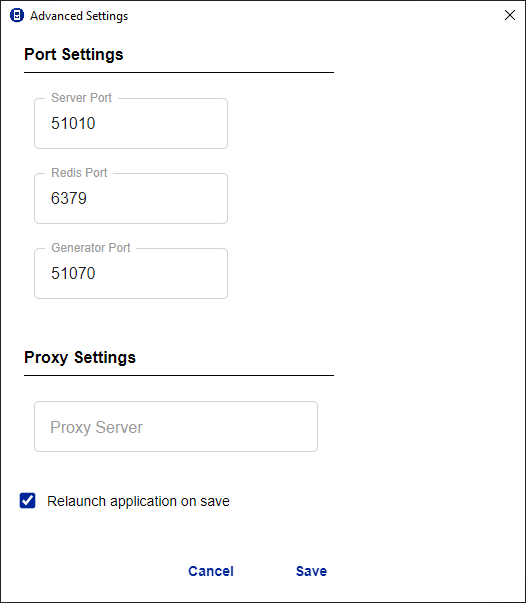 Advanced Settings
Port Settings
Server Port
51010
Redis Port
6379
Generator Port
51070
Proxy Settings
Proxy Server
Relaunch application on save
Cancel Save